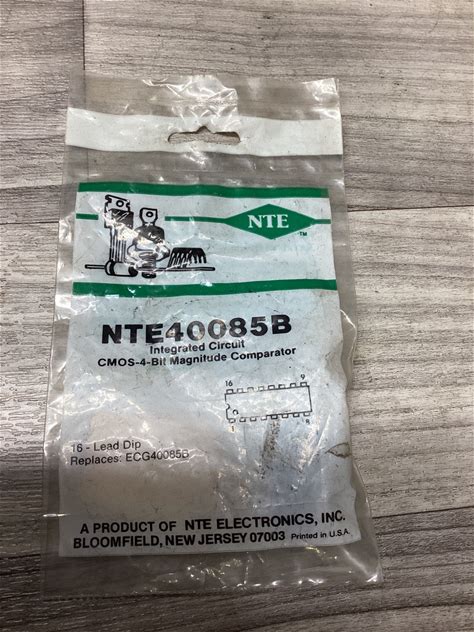 NTE
TM
NTE40085B
Integrated Circuit
CMOS-4-Bit Magnitude Comparator
16 9
1 8
16 - Lead Dip
Replaces: ECG40085B
A PRODUCT OF NTE ELECTRONICS, INC.
BLOOMFIELD, NEW JERSEY 07003 Printed in U.S.A.